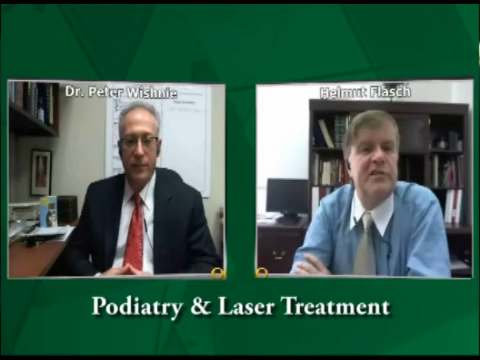 Dr. Peter Wishnie
Helmut Flasch
Podiatry & Laser Treatment